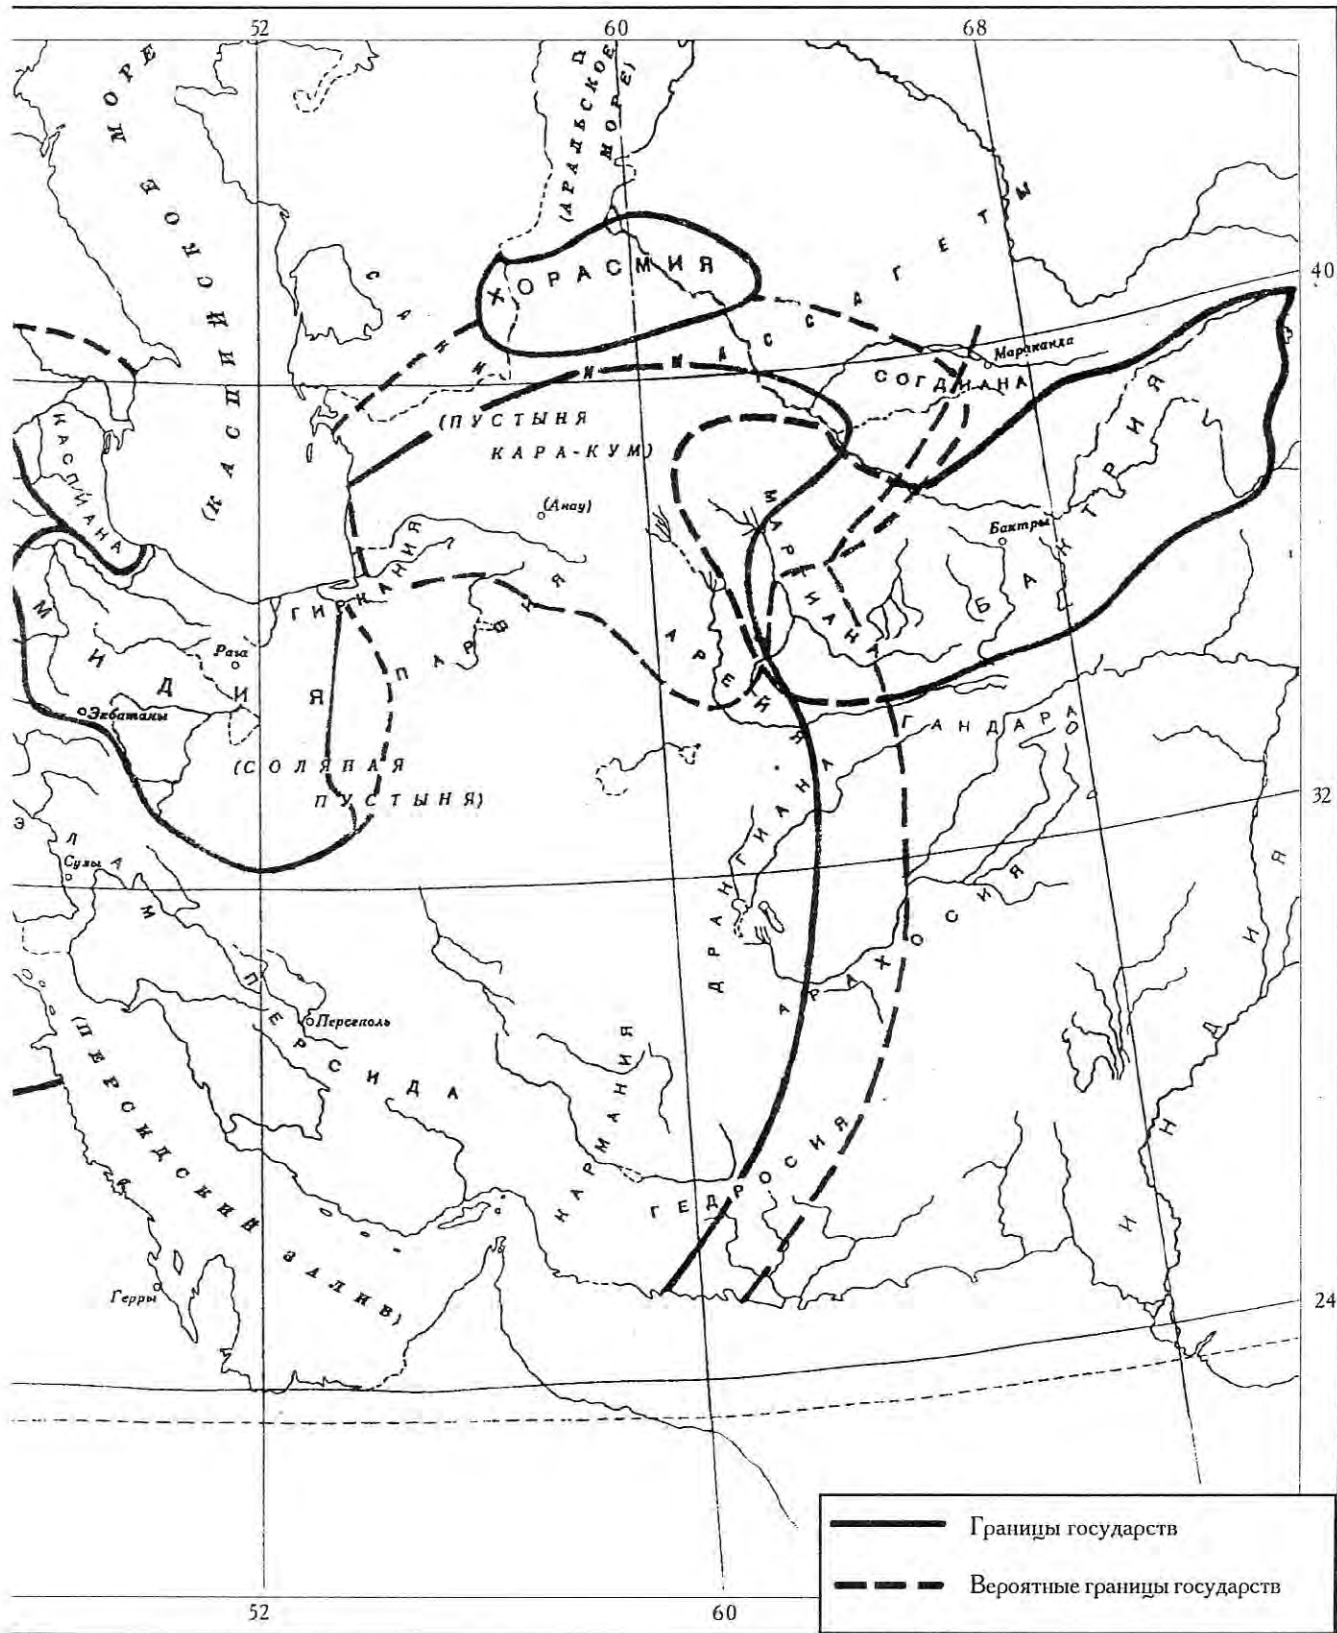 52 60 68
(КАСПИЙСКОЕ МОРЕ
(АРАЛЬСКОЕ
МОРЕ)
ХОРАСМИЯ
40
САКИ И МАССАГЕТЫ
Мараканда
СОГДИАНА
(ПУСТЫНЯ
КАРА-КУМ)
КАСПИАНА
(Анау)
МАРГИАНА
Бактры
БАКТРИЯ
ГИРКАНИЯ
ПАРФИЯ
АРЕЯ
МИДИЯ
Рага
Экбатаны
ГАНДАРА
(СОЛЯНАЯ
ПУСТЫНЯ)
32
ЭЛАМ
Сузы
ДРАНГИАНА
АРАХОСИЯ
ИНДИЯ
ПЕРСИДА
Персеполь
(ПЕРСИДСКИЙ ЗАЛИВ)
КАРМАНИЯ
ГЕДРОСИЯ
Герры
24
Границы государств
Вероятные границы государств
52 60